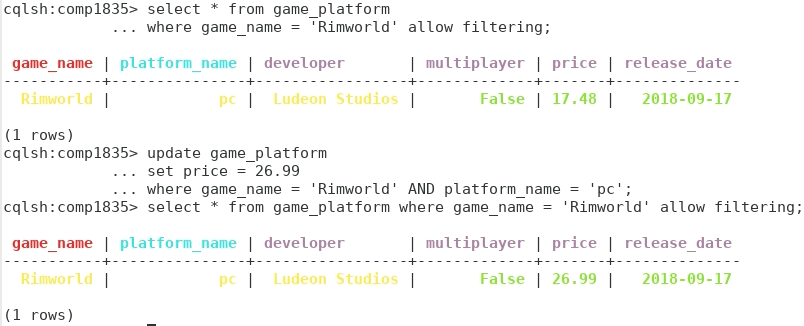 cqlsh:comp1835> select * from game_platform
            ... where game_name = 'Rimworld' allow filtering;
 game_name | platform_name | developer       | multiplayer | price | release_date
-----------+---------------+-----------------+-------------+-------+--------------
  Rimworld |            pc |  Ludeon Studios |       False | 17.48 |   2018-09-17
(1 rows)
cqlsh:comp1835> update game_platform
            ... set price = 26.99
            ... where game_name = 'Rimworld' AND platform_name = 'pc';
cqlsh:comp1835> select * from game_platform where game_name = 'Rimworld' allow filtering;
 game_name | platform_name | developer       | multiplayer | price | release_date
-----------+---------------+-----------------+-------------+-------+--------------
  Rimworld |            pc |  Ludeon Studios |       False | 26.99 |   2018-09-17
(1 rows)